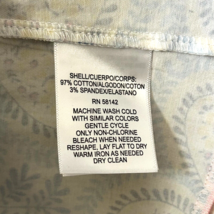 SHELL/CUERPO/CORPS:
97% COTTON/ALGODON/COTON
3% SPANDEX/ELASTANO
RN 58142
MACHINE WASH COLD
WITH SIMILAR COLORS
GENTLE CYCLE
ONLY NON-CHLORINE
BLEACH WHEN NEEDED
RESHAPE, LAY FLAT TO DRY
WARM IRON AS NEEDED
DRY CLEAN